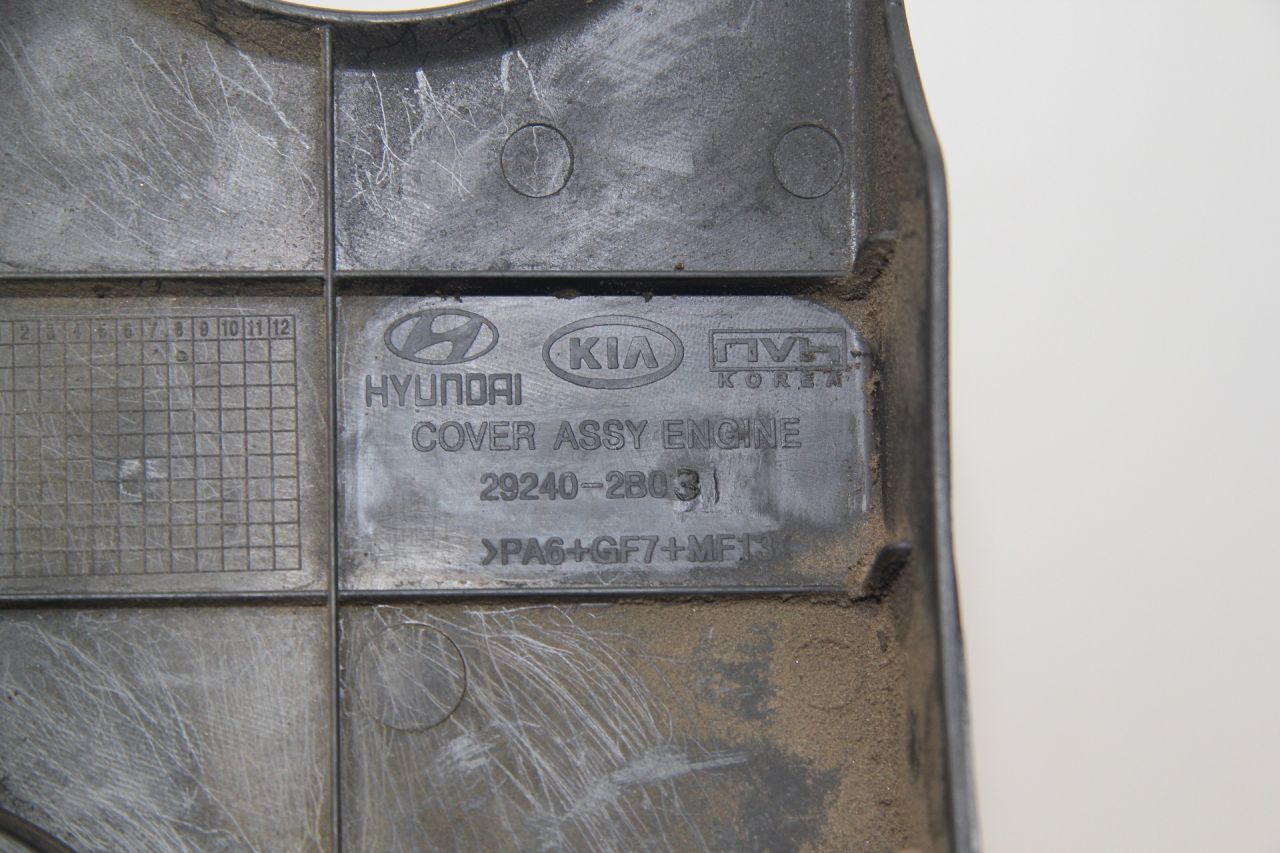 2 3 4 5 6 7 8 9 10 11 12
HYUNDAI KIA nvh KOREA
COVER ASSY ENGINE
29240-2B031
>PA6+GF7+MF13<